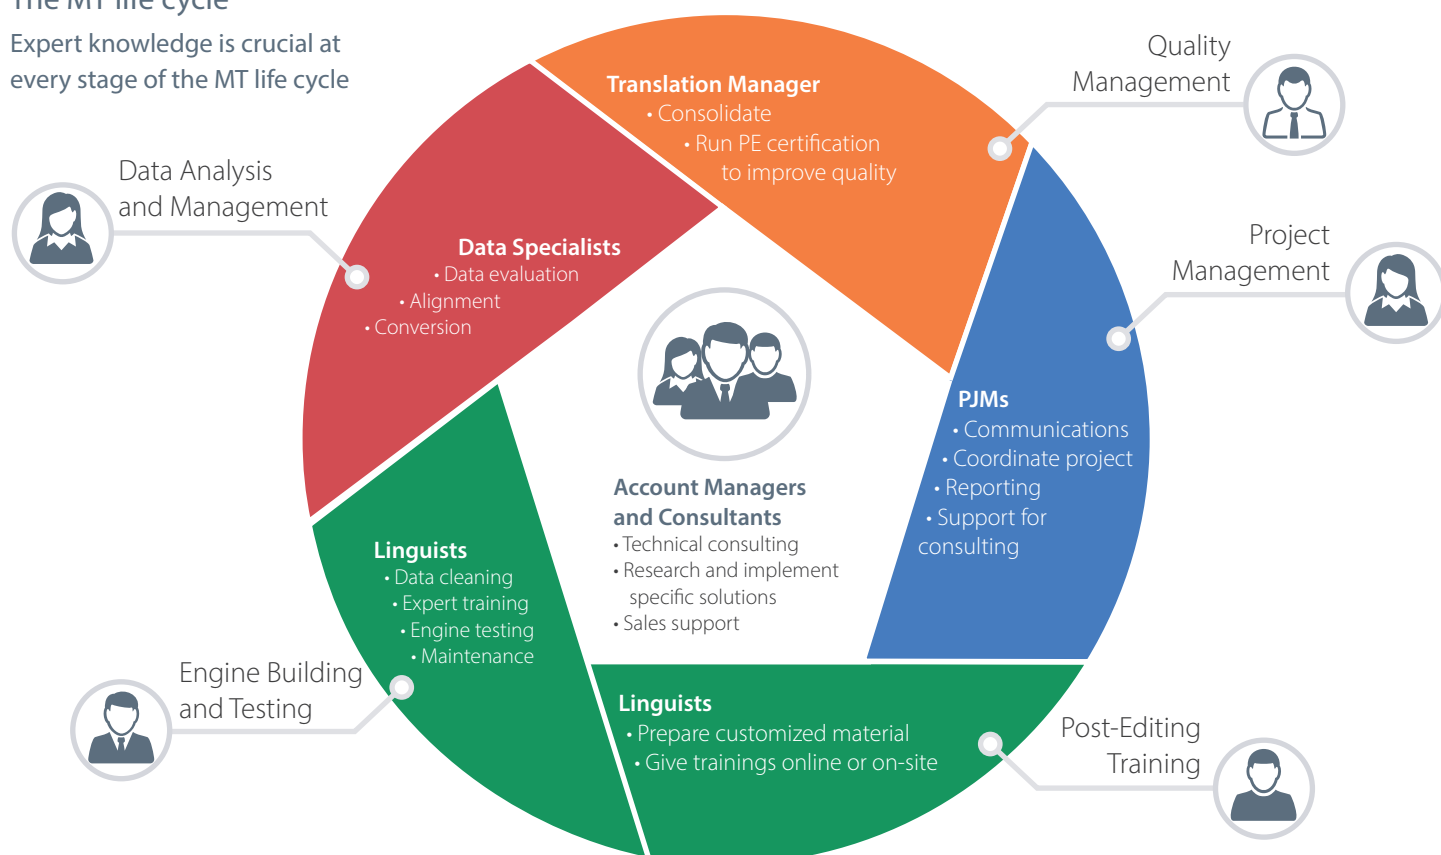 The MT life cycle
Expert knowledge is crucial at
every stage of the MT life cycle
Translation Manager
• Consolidate
• Run PE certification
to improve quality
Quality
Management
Data Analysis
and Management
Data Specialists
• Data evaluation
• Alignment
• Conversion
Project
Management
PJMs
• Communications
• Coordinate project
• Reporting
• Support for
consulting
Account Managers
and Consultants
• Technical consulting
• Research and implement
specific solutions
• Sales support
Linguists
• Data cleaning
• Expert training
• Engine testing
• Maintenance
Engine Building
and Testing
Linguists
• Prepare customized material
• Give trainings online or on-site
Post-Editing
Training